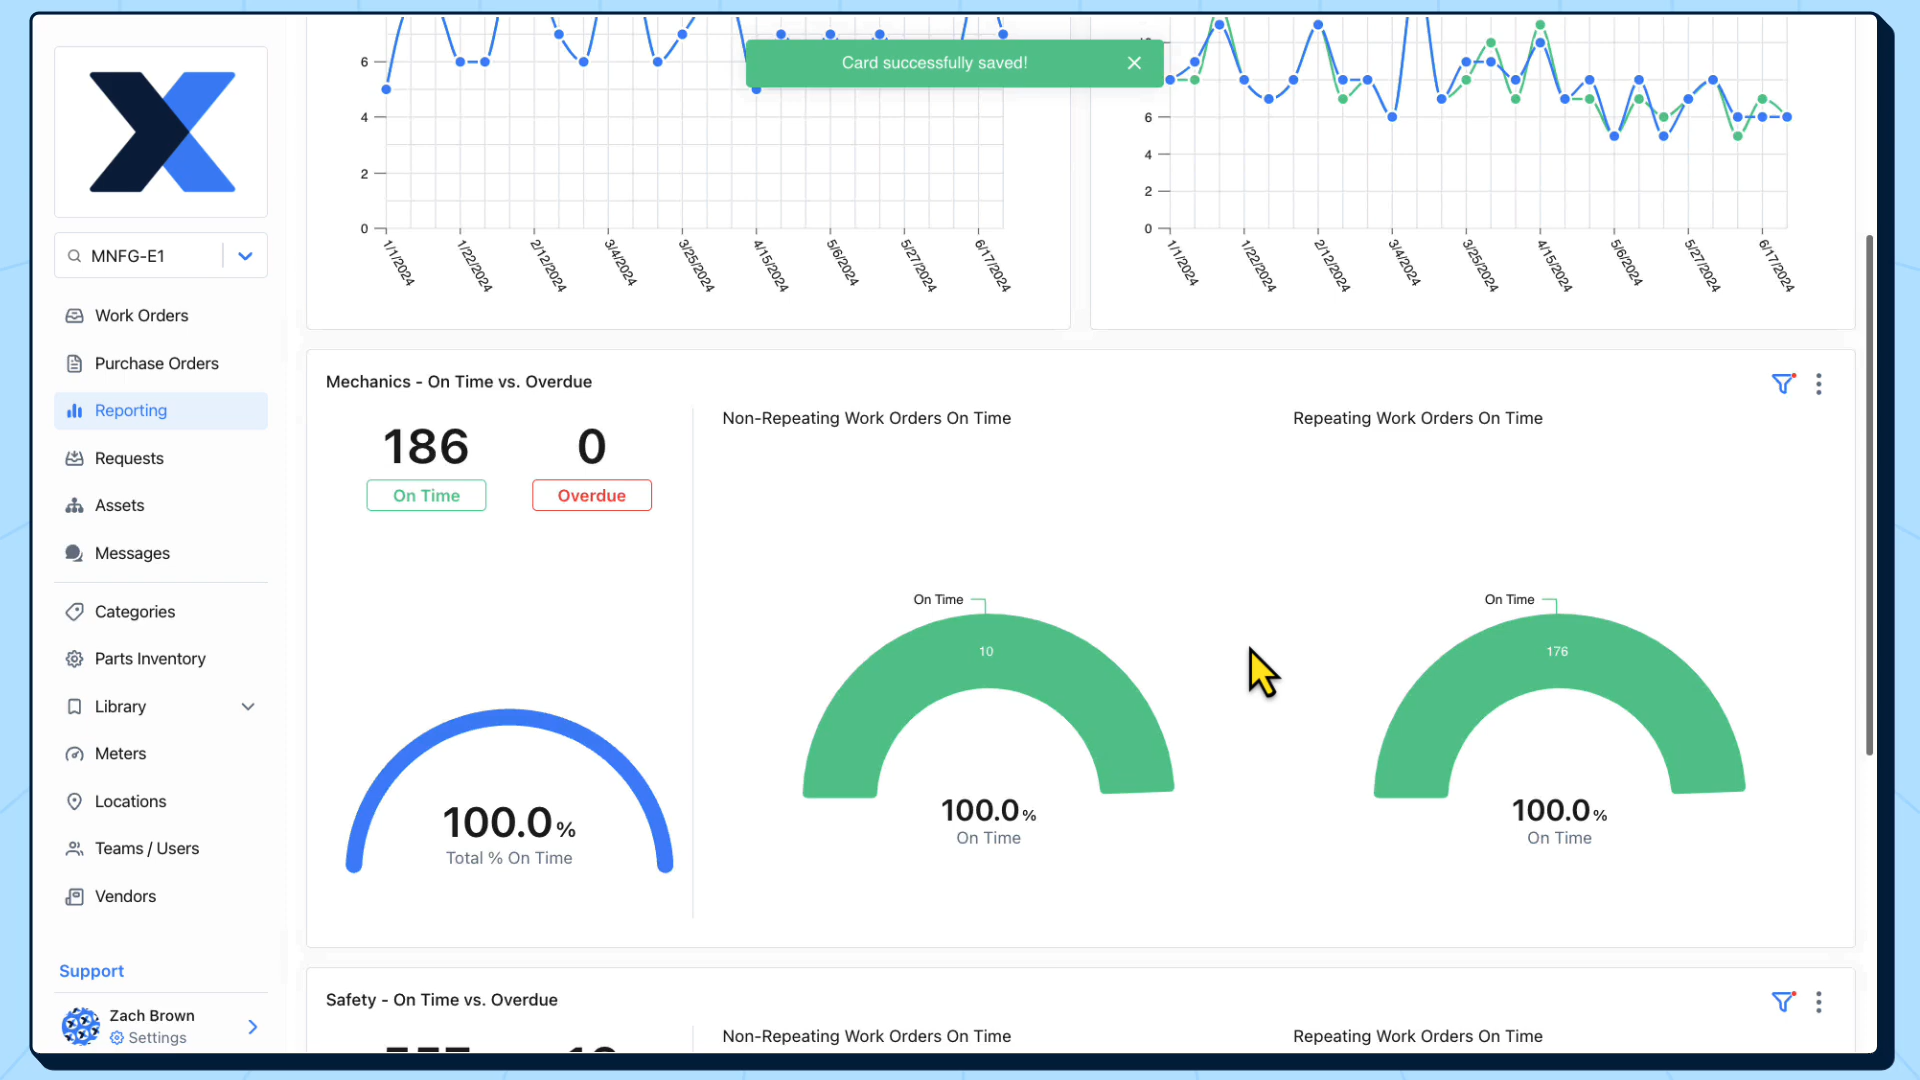 Card successfully saved!
6
4
2
0
1/1/2024
1/22/2024
2/12/2024
3/4/2024
3/25/2024
4/15/2024
5/6/2024
5/27/2024
6/17/2024
6
4
2
0
1/1/2024
1/22/2024
2/12/2024
3/4/2024
3/25/2024
4/15/2024
5/6/2024
5/27/2024
6/17/2024
MNFG-E1
Work Orders
Purchase Orders
Reporting
Requests
Assets
Messages
Categories
Parts Inventory
Library
Meters
Locations
Teams / Users
Vendors
Support
Zach Brown
Settings
Mechanics - On Time vs. Overdue
186
0
On Time
Overdue
100.0 %
Total % On Time
Non-Repeating Work Orders On Time
On Time
10
100.0 %
On Time
Repeating Work Orders On Time
On Time
176
100.0 %
On Time
Safety - On Time vs. Overdue
Non-Repeating Work Orders On Time
Repeating Work Orders On Time